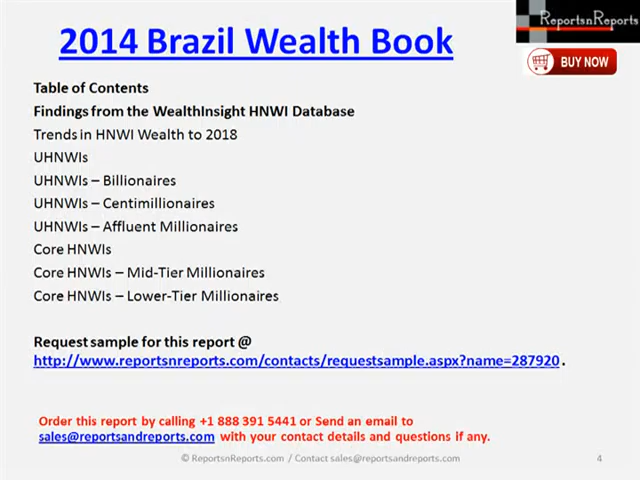 ReportsnReports
2014 Brazil Wealth Book
BUY NOW
Table of Contents
Findings from the WealthInsight HNWI Database
Trends in HNWI Wealth to 2018
UHNWIs
UHNWIs – Billionaires
UHNWIs – Centimillionaires
UHNWIs – Affluent Millionaires
Core HNWIs
Core HNWIs – Mid-Tier Millionaires
Core HNWIs – Lower-Tier Millionaires
Request sample for this report @
http://www.reportsnreports.com/contacts/requestsample.aspx?name=287920 .
Order this report by calling +1 888 391 5441 or Send an email to
sales@reportsandreports.com with your contact details and questions if any.
© ReportsnReports.com / Contact sales@reportsandreports.com
4